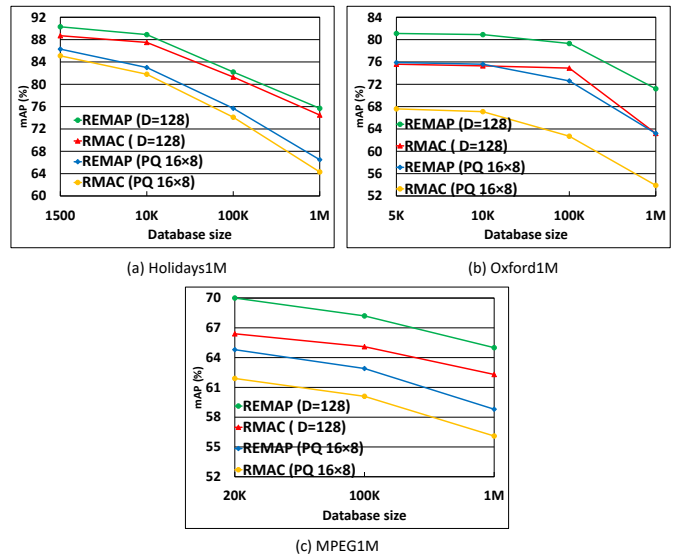 92
88
84
80
76
72
68
64
60
mAP (%)
REMAP (D=128)
RMAC ( D=128)
REMAP (PQ 16×8)
RMAC (PQ 16×8)
1500 10K 100K 1M
Database size
(a) Holidays1M
84
80
76
72
68
64
60
56
52
mAP (%)
REMAP (D=128)
RMAC ( D=128)
REMAP (PQ 16×8)
RMAC (PQ 16×8)
5K 10K 100K 1M
Database size
(b) Oxford1M
70
67
64
61
58
55
52
mAP (%)
REMAP (D=128)
RMAC ( D=128)
REMAP (PQ 16×8)
RMAC (PQ 16×8)
20K 100K 1M
Database size
(c) MPEG1M